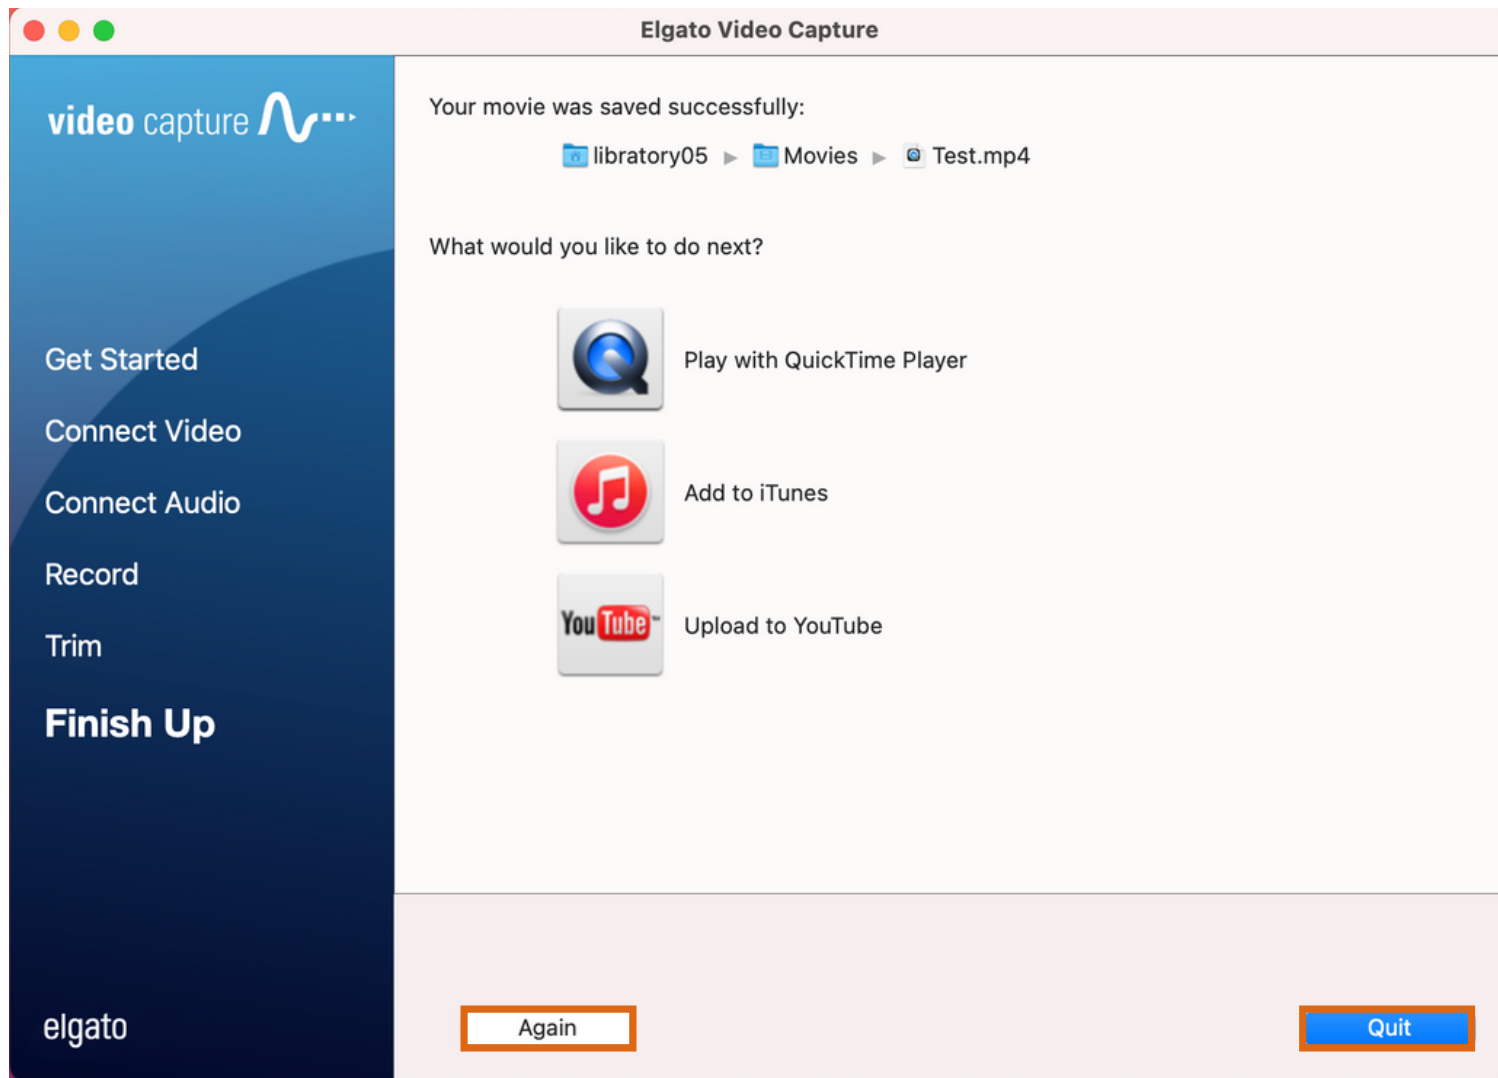 Elgato Video Capture
video capture
Get Started
Connect Video
Connect Audio
Record
Trim
Finish Up
elgato
Your movie was saved successfully:
libratory05 ▶ Movies ▶ Test.mp4
What would you like to do next?
Play with QuickTime Player
Add to iTunes
YouTube
Upload to YouTube
Again
Quit